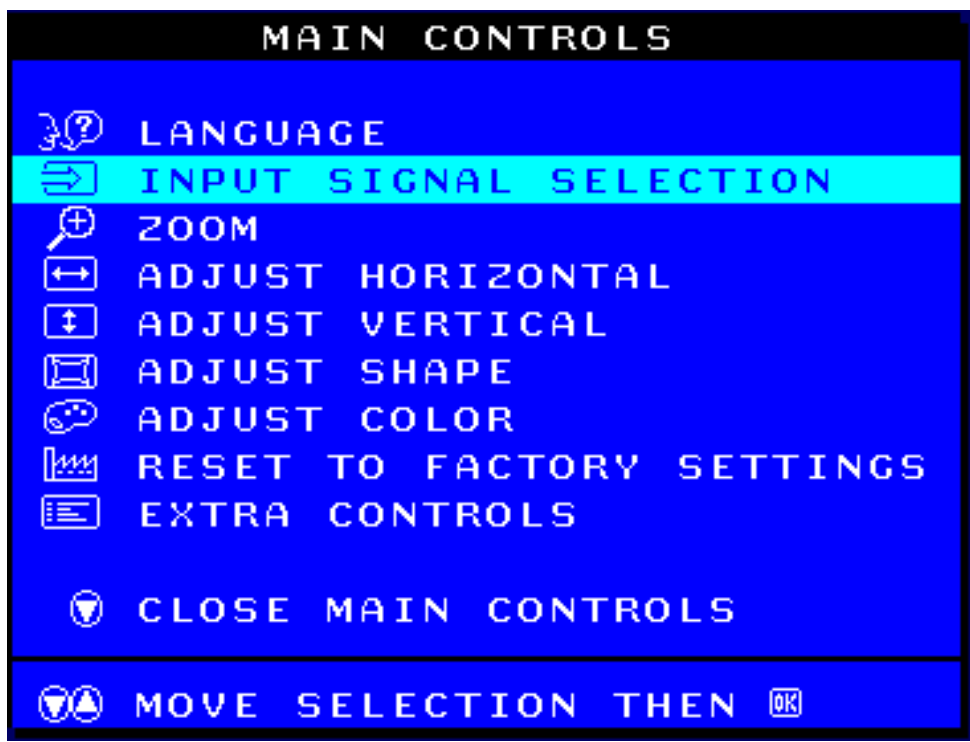 MAIN CONTROLS
LANGUAGE
INPUT SIGNAL SELECTION
ZOOM
ADJUST HORIZONTAL
ADJUST VERTICAL
ADJUST SHAPE
ADJUST COLOR
RESET TO FACTORY SETTINGS
EXTRA CONTROLS
CLOSE MAIN CONTROLS
MOVE SELECTION THEN OK